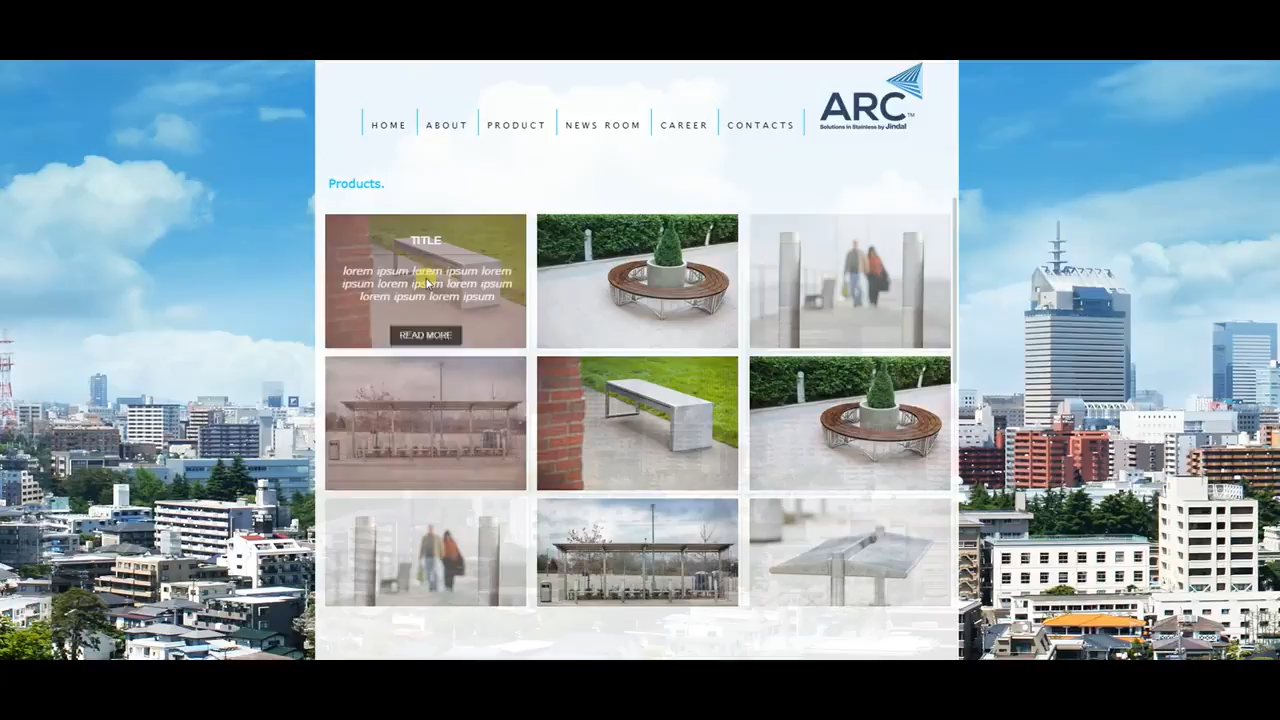 ARC™
Solutions in Stainless by Jindal
HOME
ABOUT
PRODUCT
NEWS ROOM
CAREER
CONTACTS
Products.
TITLE
lorem ipsum lorem ipsum lorem
ipsum lorem ipsum lorem ipsum
lorem ipsum lorem ipsum
READ MORE